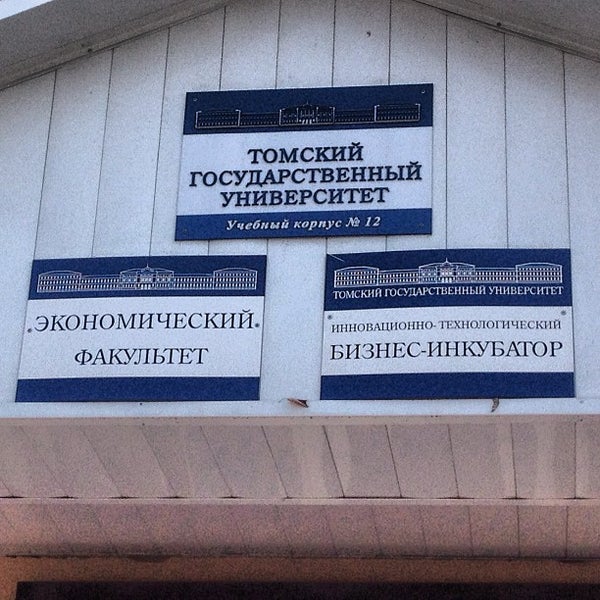 ТОМСКИЙ
ГОСУДАРСТВЕННЫЙ
УНИВЕРСИТЕТ
Учебный корпус № 12
ЭКОНОМИЧЕСКИЙ
ФАКУЛЬТЕТ
ТОМСКИЙ ГОСУДАРСТВЕННЫЙ УНИВЕРСИТЕТ
ИННОВАЦИОННО-ТЕХНОЛОГИЧЕСКИЙ
БИЗНЕС-ИНКУБАТОР